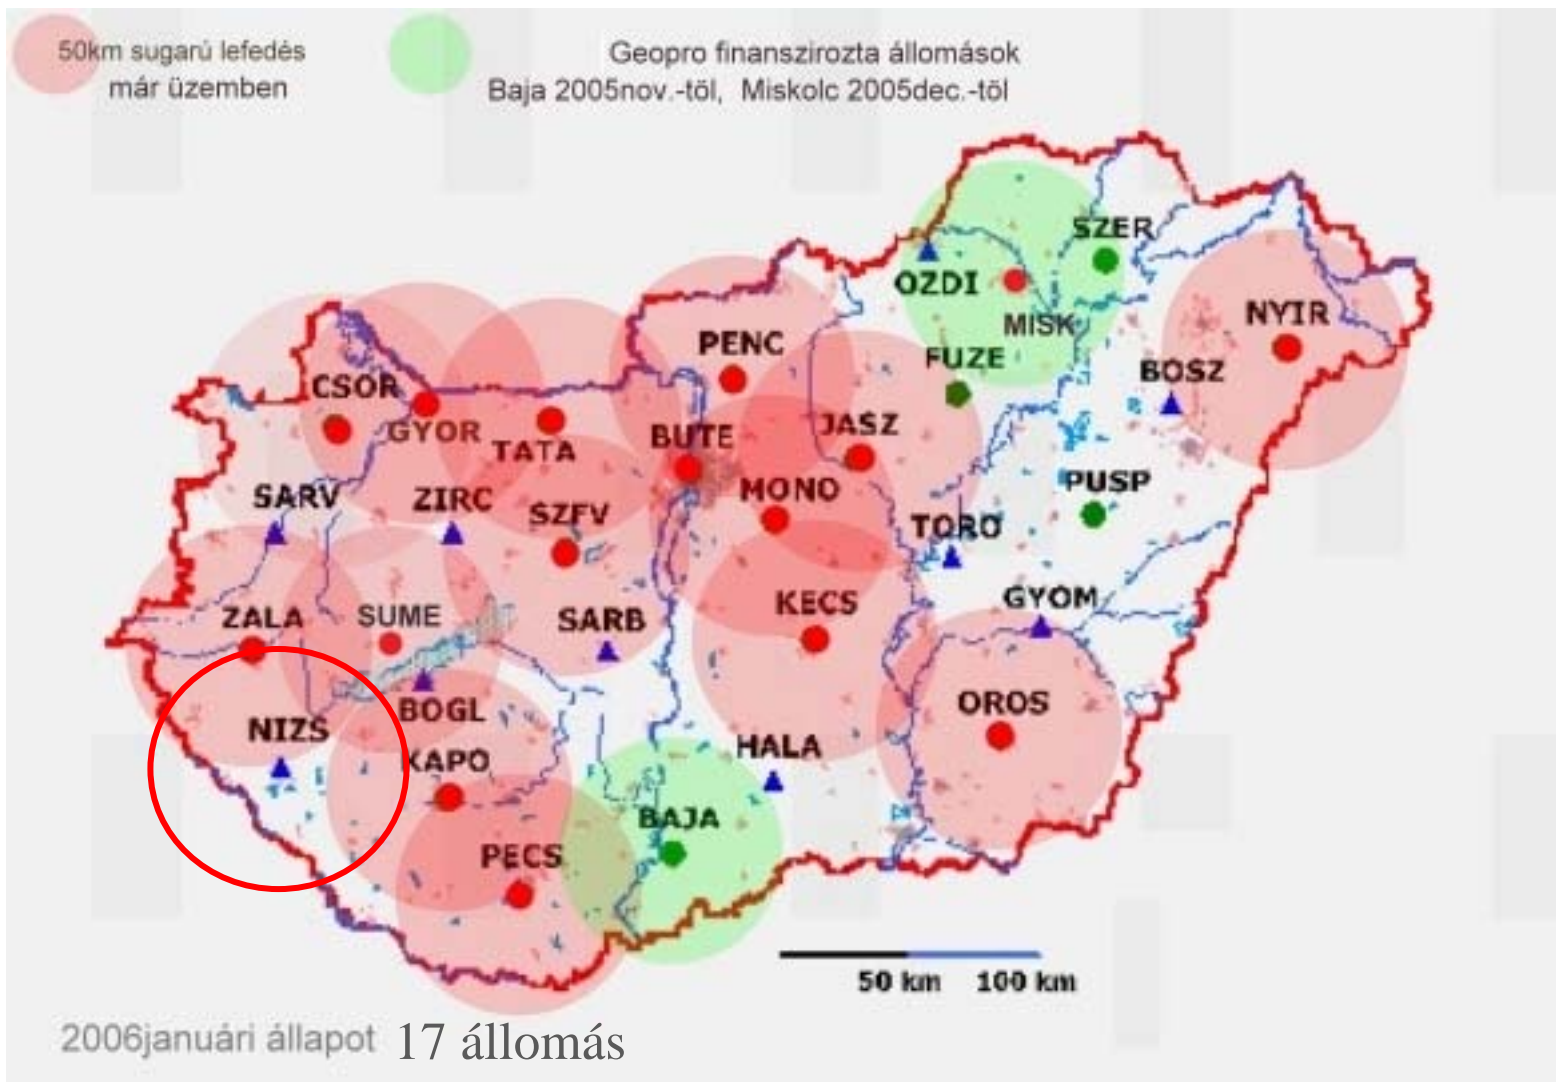 50km sugarú lefedés
már üzemben
Geopro finanszirozta állomások
Baja 2005nov.-töl, Miskolc 2005dec.-töl
SZER
OZDI
MISK
NYIR
PENC
FUZE
BOSZ
CSOR
GYOR
TATA
BUTE
JASZ
SARV
ZIRC
SZFV
MONO
PUSP
TORO
ZALA
SUME
SARB
KECS
GYOM
BOGL
OROS
NIZS
KAPO
HALA
BAJA
PECS
50 km 100 km
2006januári állapot 17 állomás